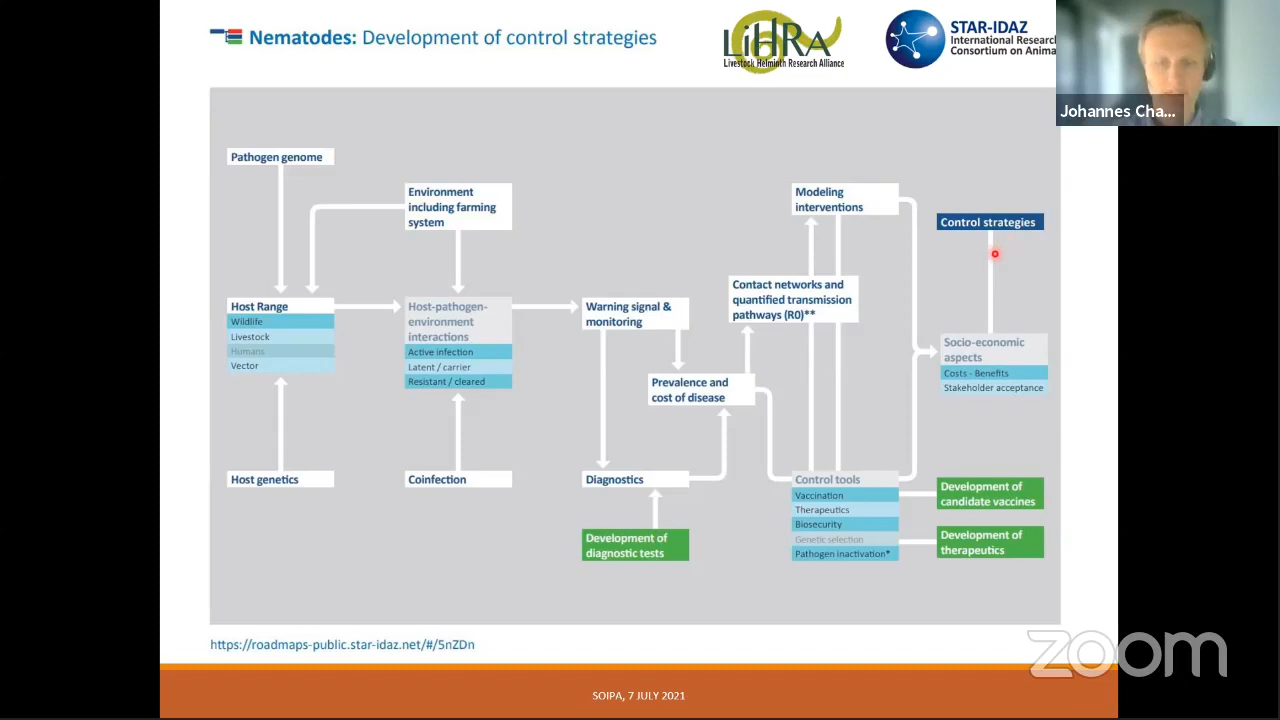 Nematodes: Development of control strategies
LiHRA
Livestock Helminth Research Alliance
STAR-IDAZ
International Research
Consortium on Anima
Johannes Cha...
Pathogen genome
Environment
including farming
system
Modeling
interventions
Control strategies
Contact networks and
quantified transmission
pathways (R0)**
Host Range
Wildlife
Livestock
Humans
Vector
Host-pathogen-
environment
interactions
Active infection
Latent / carrier
Resistant / cleared
Warning signal &
monitoring
Prevalence and
cost of disease
Socio-economic
aspects
Costs - Benefits
Stakeholder acceptance
Host genetics
Coinfection
Diagnostics
Control tools
Vaccination
Therapeutics
Biosecurity
Genetic selection
Pathogen inactivation*
Development of
candidate vaccines
Development of
diagnostic tests
Development of
therapeutics
https://roadmaps-public.star-idaz.net/#/5nZDn
zoom
SOIPA, 7 JULY 2021